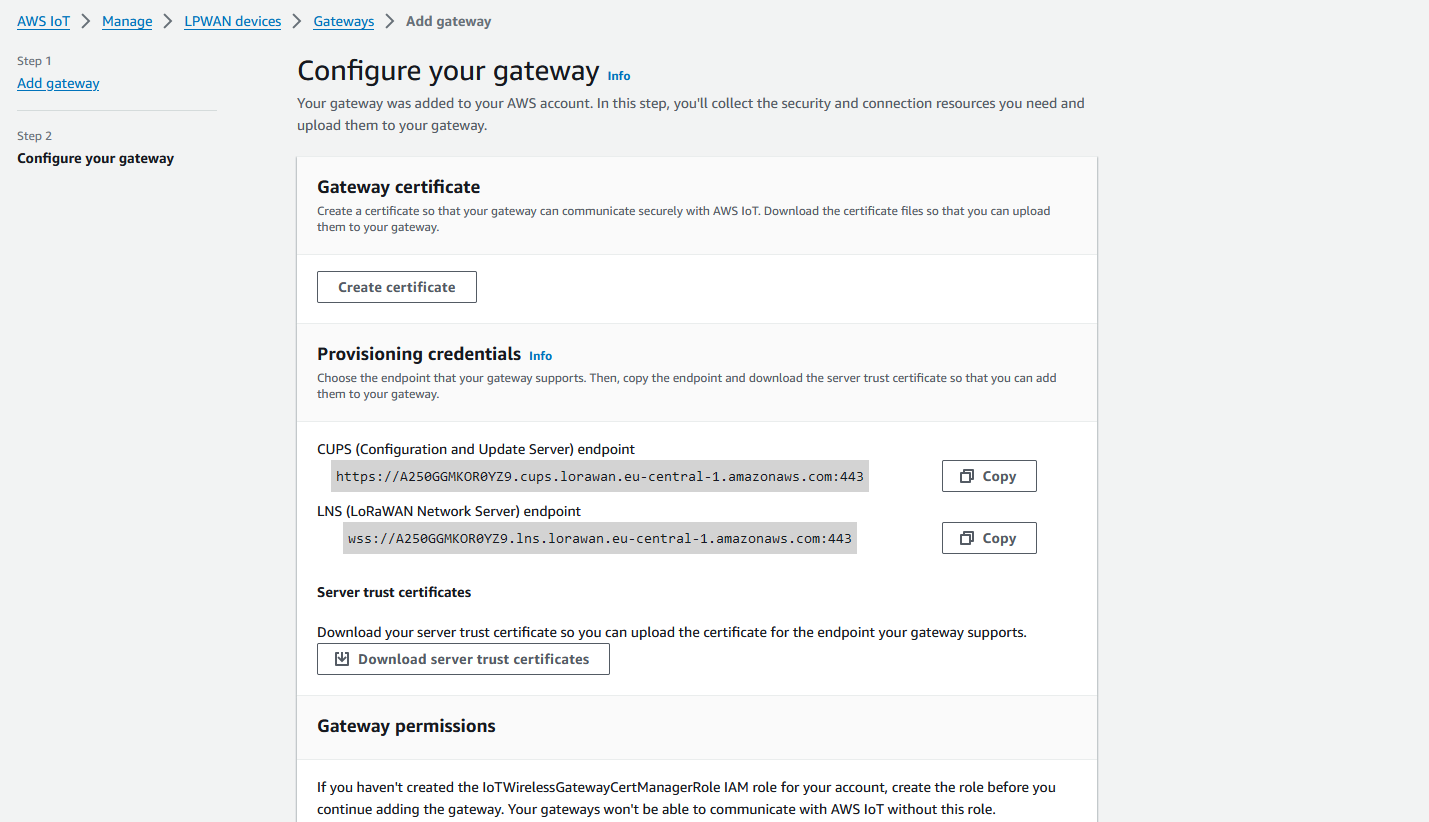 AWS IoT > Manage > LPWAN devices > Gateways > Add gateway
Step 1
Add gateway
Step 2
Configure your gateway
Configure your gateway Info
Your gateway was added to your AWS account. In this step, you'll collect the security and connection resources you need and
upload them to your gateway.
Gateway certificate
Create a certificate so that your gateway can communicate securely with AWS IoT. Download the certificate files so that you can upload
them to your gateway.
Create certificate
Provisioning credentials Info
Choose the endpoint that your gateway supports. Then, copy the endpoint and download the server trust certificate so that you can add
them to your gateway.
CUPS (Configuration and Update Server) endpoint
https://A250GGMKOR0YZ9.cups.lorawan.eu-central-1.amazonaws.com:443 Copy
LNS (LoRaWAN Network Server) endpoint
wss://A250GGMKOR0YZ9.lns.lorawan.eu-central-1.amazonaws.com:443 Copy
Server trust certificates
Download your server trust certificate so you can upload the certificate for the endpoint your gateway supports.
Download server trust certificates
Gateway permissions
If you haven't created the IoTWirelessGatewayCertManagerRole IAM role for your account, create the role before you
continue adding the gateway. Your gateways won't be able to communicate with AWS IoT without this role.